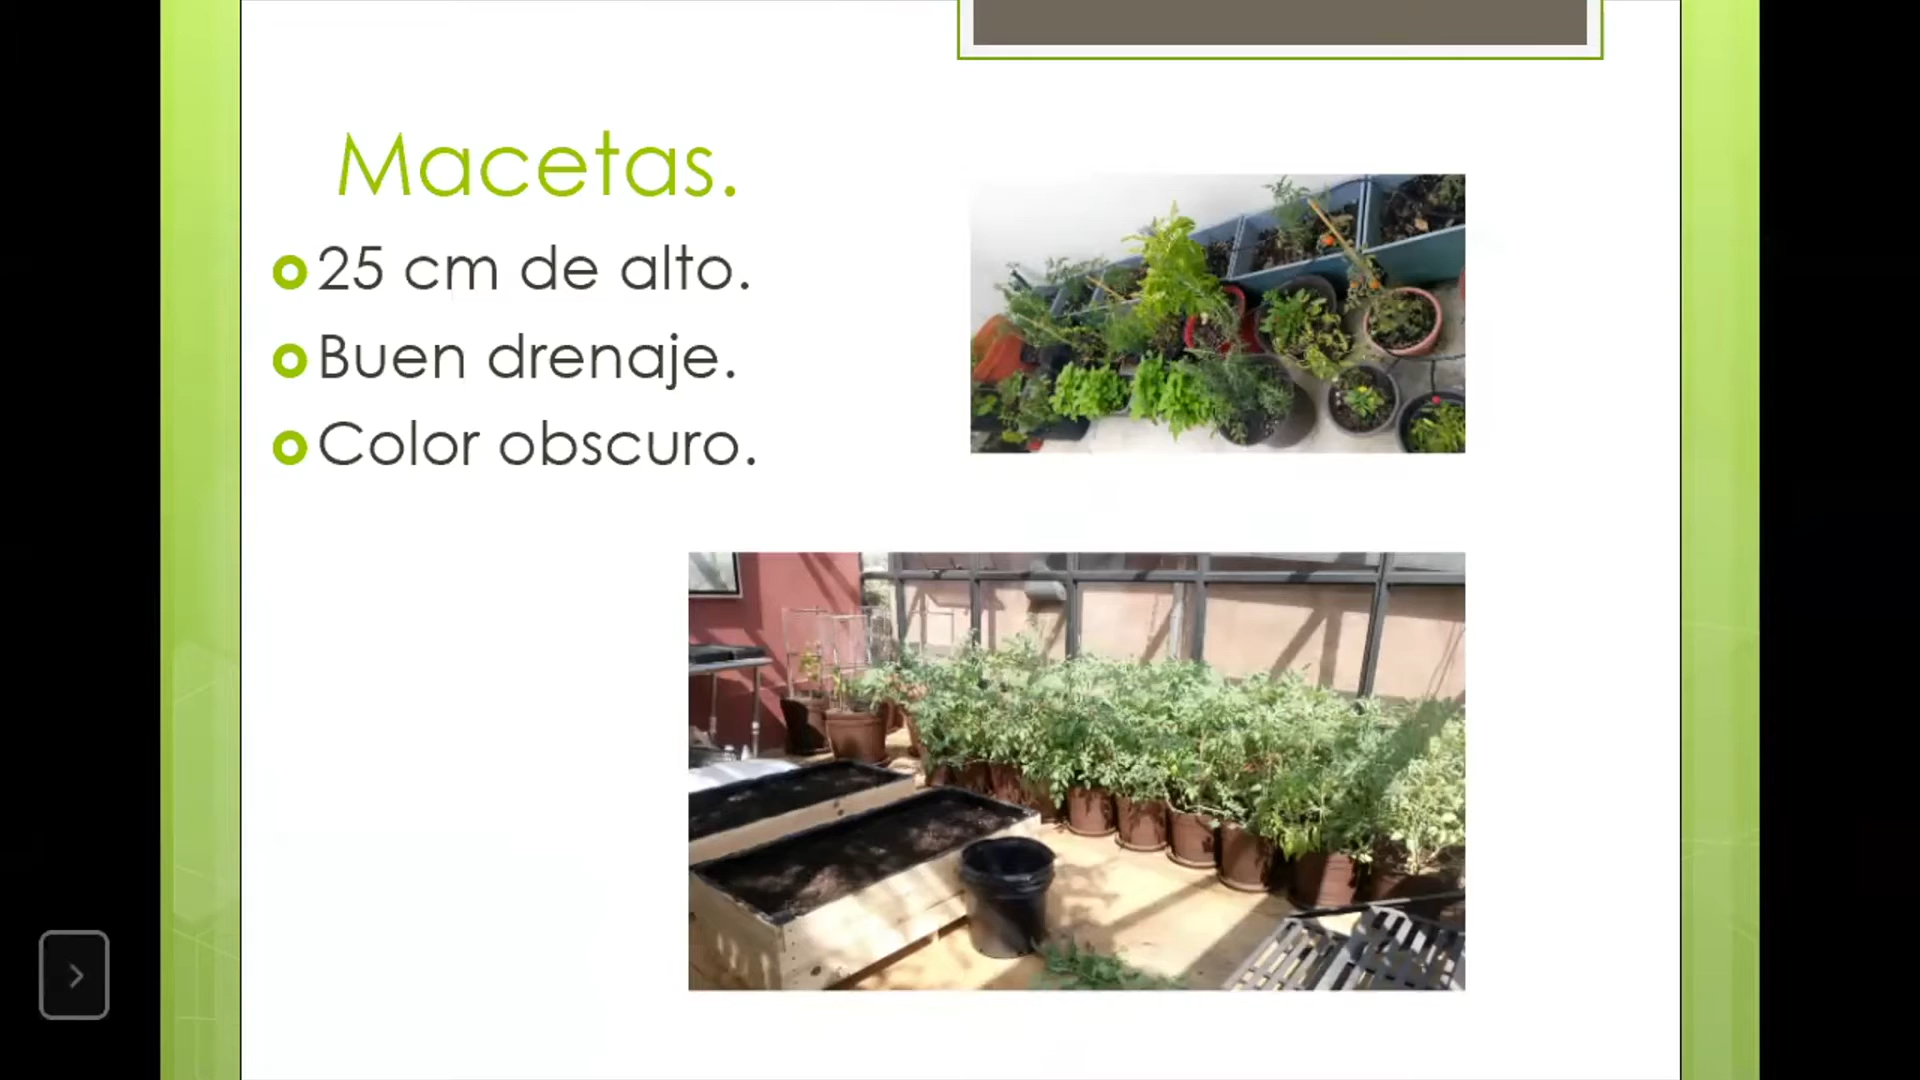 Macetas.
25 cm de alto.
Buen drenaje.
Color obscuro.